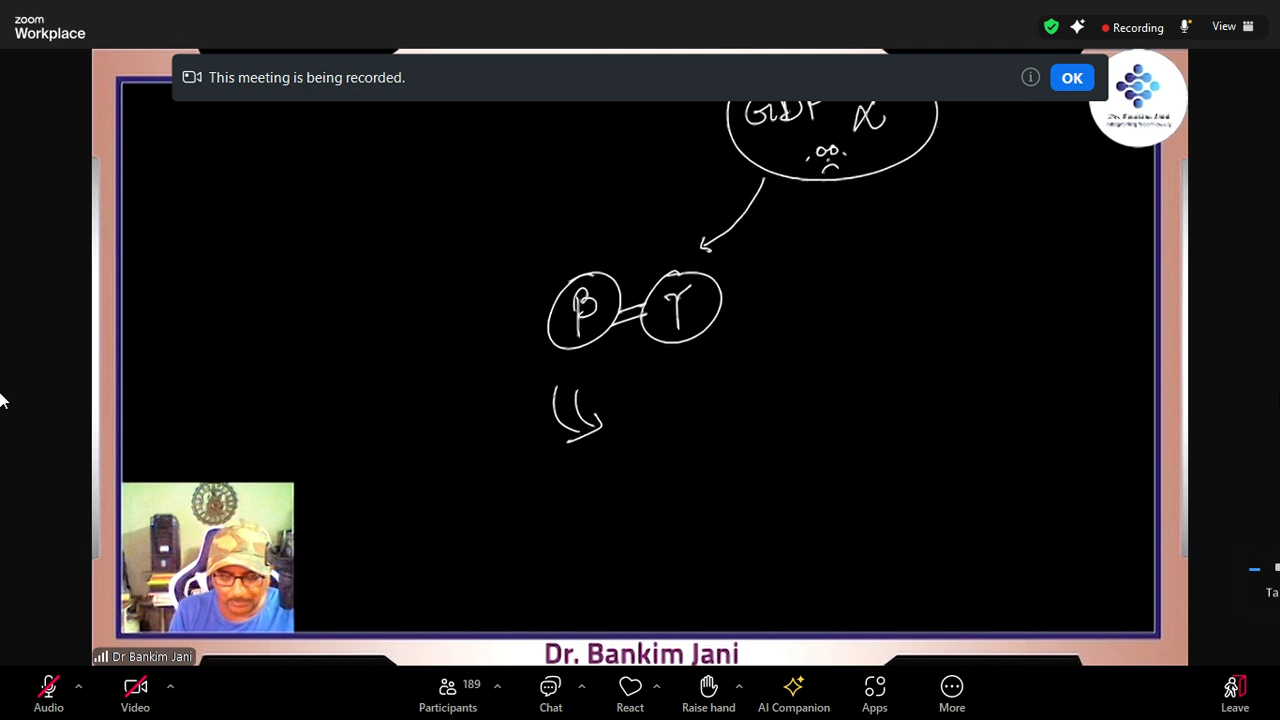 zoom
Workplace
Recording
View
This meeting is being recorded.
OK
GDP α
β = γ
Dr Bankim Jani
Dr. Bankim Jani
Audio
Video
189
Participants
Chat
React
Raise hand
AI Companion
Apps
More
Leave
Ta